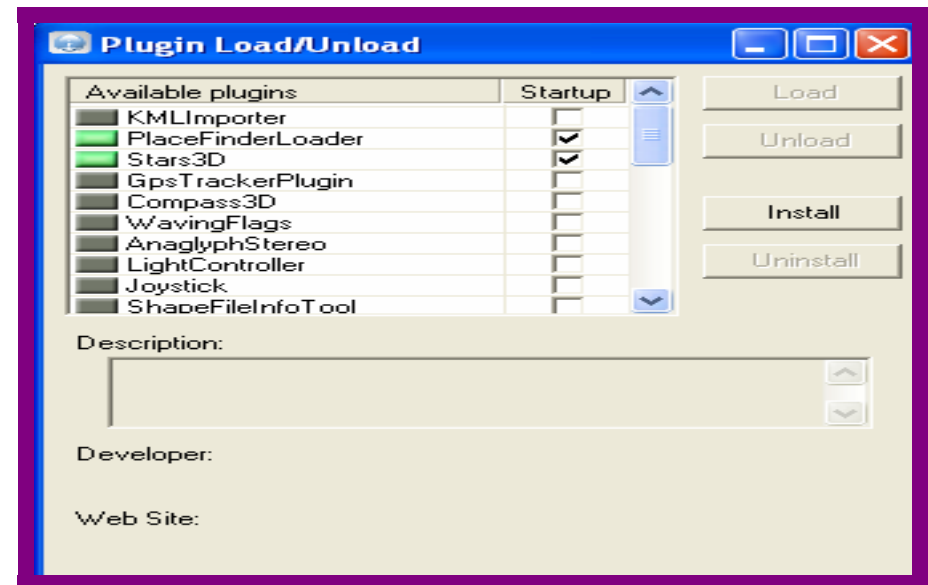 Plugin Load/Unload
Available plugins Startup
KMLImporter
PlaceFinderLoader
Stars3D
GpsTrackerPlugin
Compass3D
WavingFlags
AnaglyphStereo
LightController
Joystick
ShapeFileInfoTool
Load
Unload
Install
Uninstall
Description:
Developer:
Web Site: